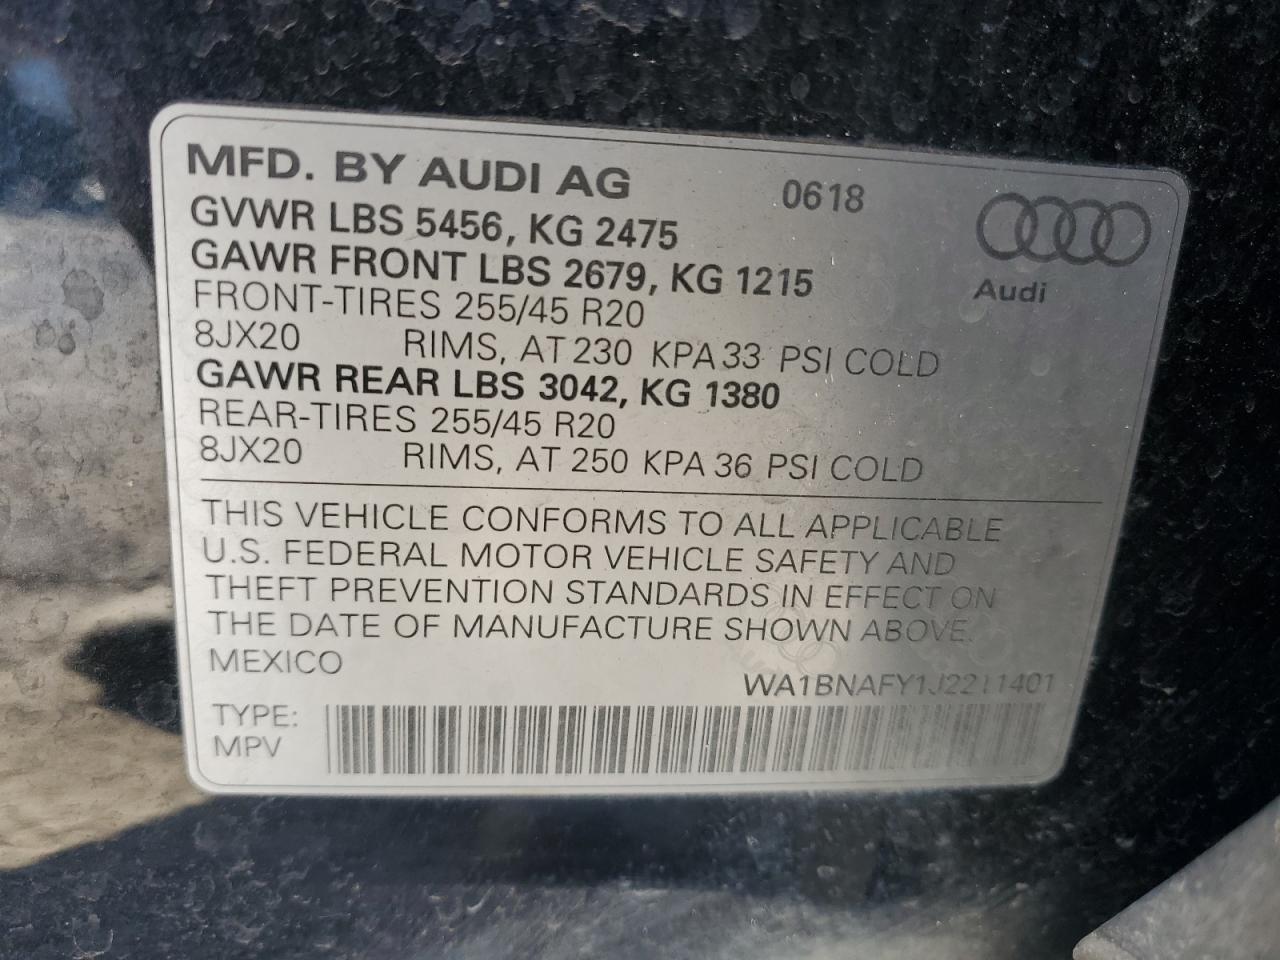 MFD. BY AUDI AG 0618
GVWR LBS 5456, KG 2475
GAWR FRONT LBS 2679, KG 1215
Audi
FRONT-TIRES 255/45 R20
8JX20 RIMS, AT 230 KPA 33 PSI COLD
GAWR REAR LBS 3042, KG 1380
REAR-TIRES 255/45 R20
8JX20 RIMS, AT 250 KPA 36 PSI COLD
THIS VEHICLE CONFORMS TO ALL APPLICABLE
U.S. FEDERAL MOTOR VEHICLE SAFETY AND
THEFT PREVENTION STANDARDS IN EFFECT ON
THE DATE OF MANUFACTURE SHOWN ABOVE.
MEXICO
WA1BNAFY1J2211401
TYPE:
MPV